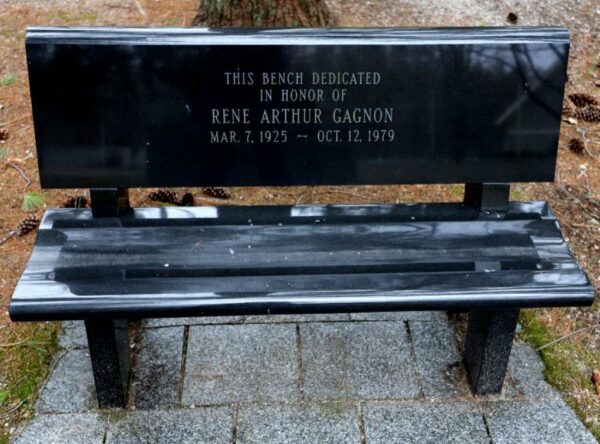 THIS BENCH DEDICATED
IN HONOR OF
RENE ARTHUR GAGNON
MAR. 7, 1925 ~ OCT. 12, 1979